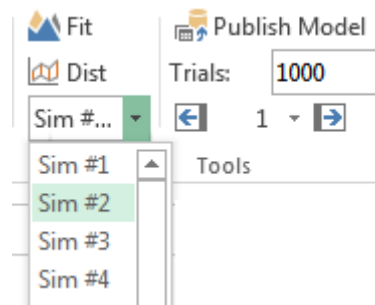 Fit
Publish Model
Dist
Trials: 1000
Sim #...
1
Sim #1
Tools
Sim #2
Sim #3
Sim #4